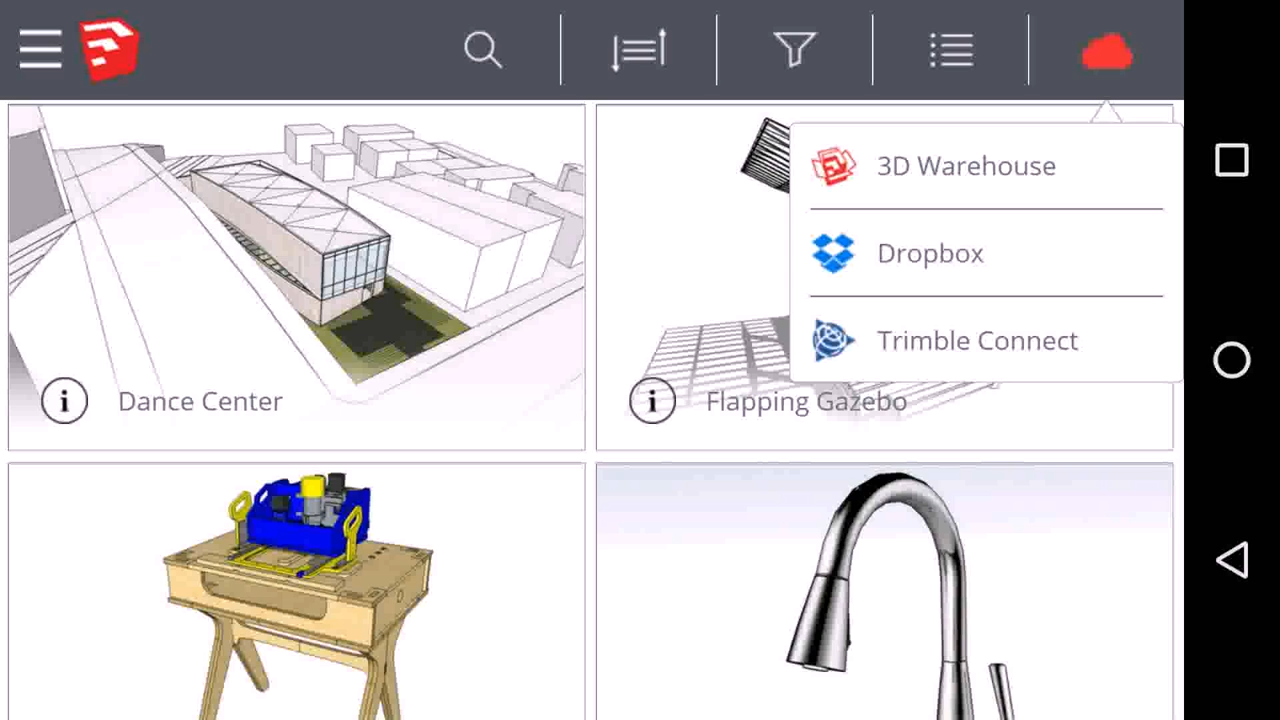 3D Warehouse
Dropbox
Trimble Connect
Dance Center
Flapping Gazebo